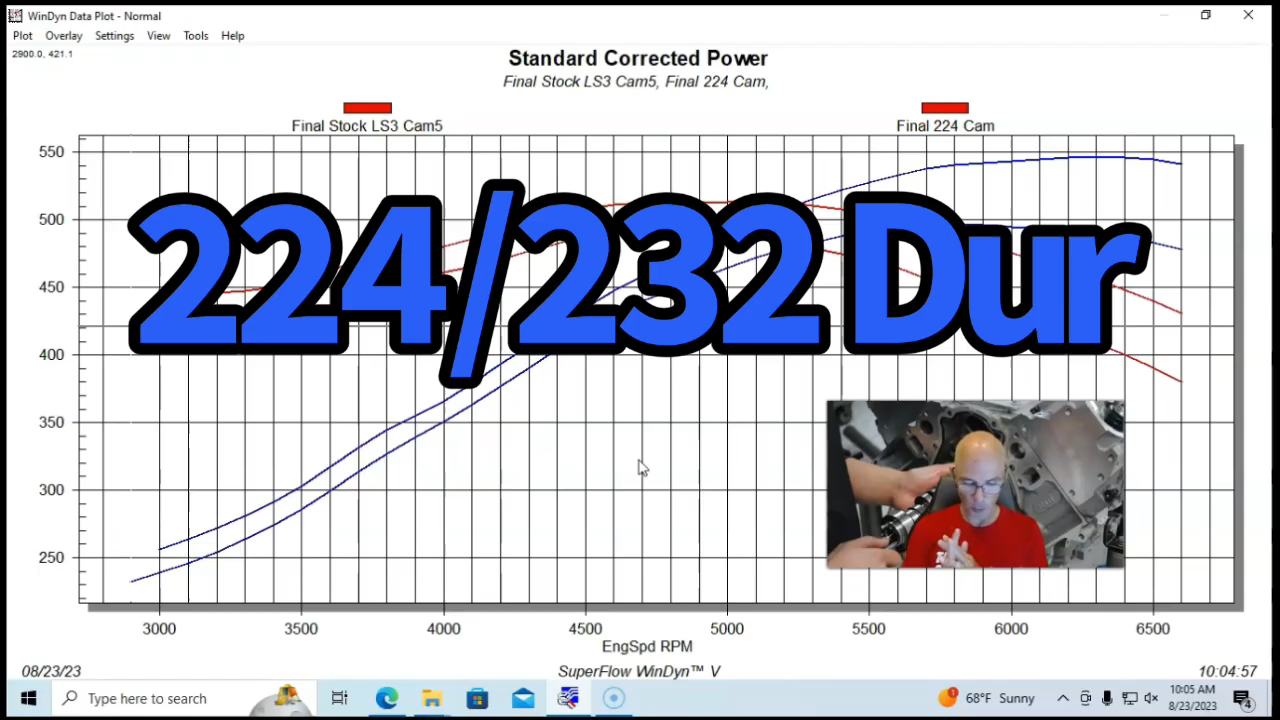 WinDyn Data Plot - Normal
Plot Overlay Settings View Tools Help
2900.0, 421.1
Standard Corrected Power
Final Stock LS3 Cam5, Final 224 Cam,
Final Stock LS3 Cam5 Final 224 Cam
550
500
450
400
350
300
250
224/232 Dur
3000 3500 4000 4500 5000 5500 6000 6500
EngSpd RPM
08/23/23 SuperFlow WinDyn™ V 10:04:57
Type here to search
1
68°F Sunny
10:05 AM
8/23/2023
4